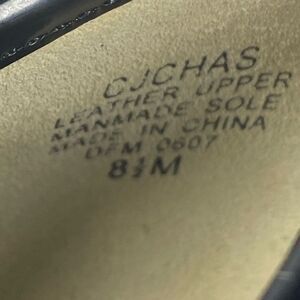 CJCHAS
LEATHER UPPER
MANMADE SOLE
MADE IN CHINA
DFM 0607
8½M